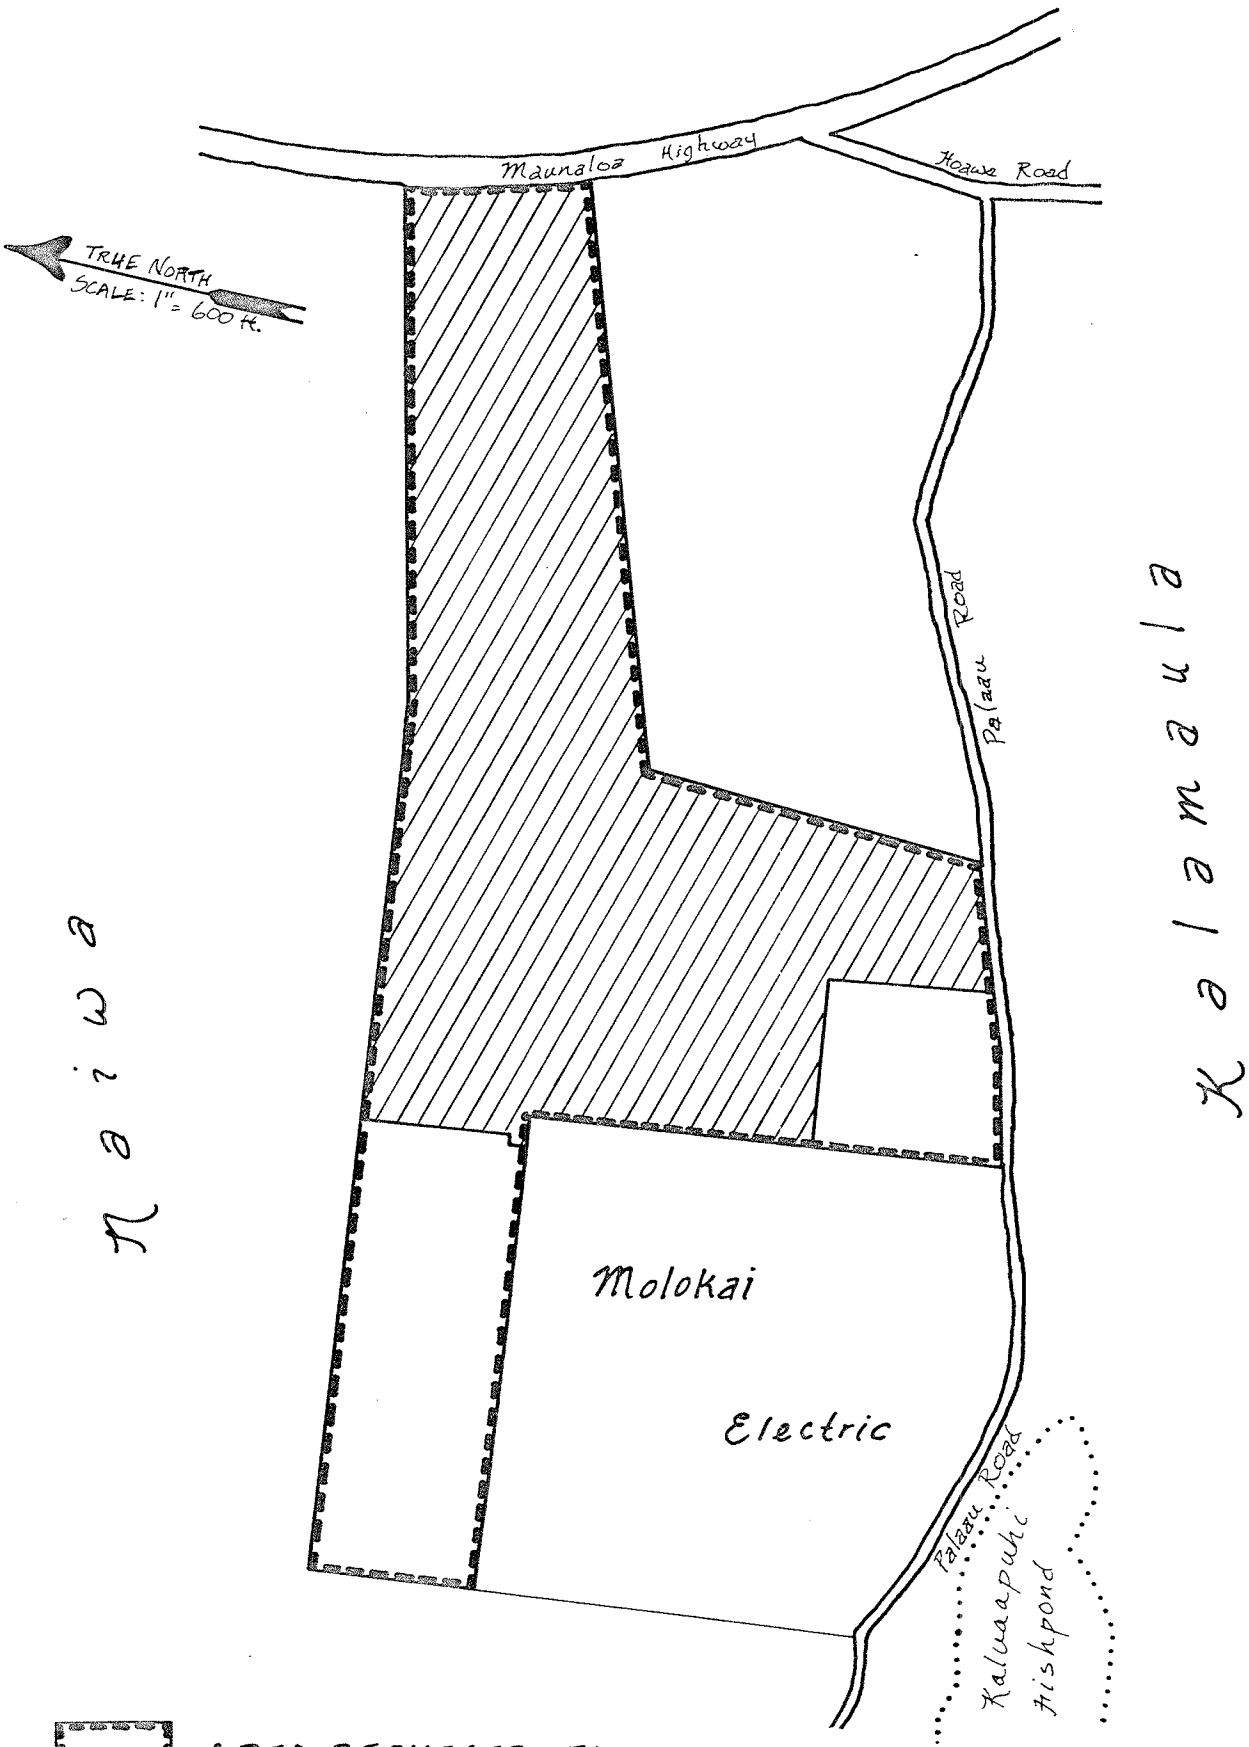 Maunaloa Highway
Hoawa Road
TRUE NORTH
SCALE: 1" = 600 ft.
Palaau Road
Kalamaula
Naiwa
Molokai
Electric
Palaau Road
Kaluaapuhi
Fishpond